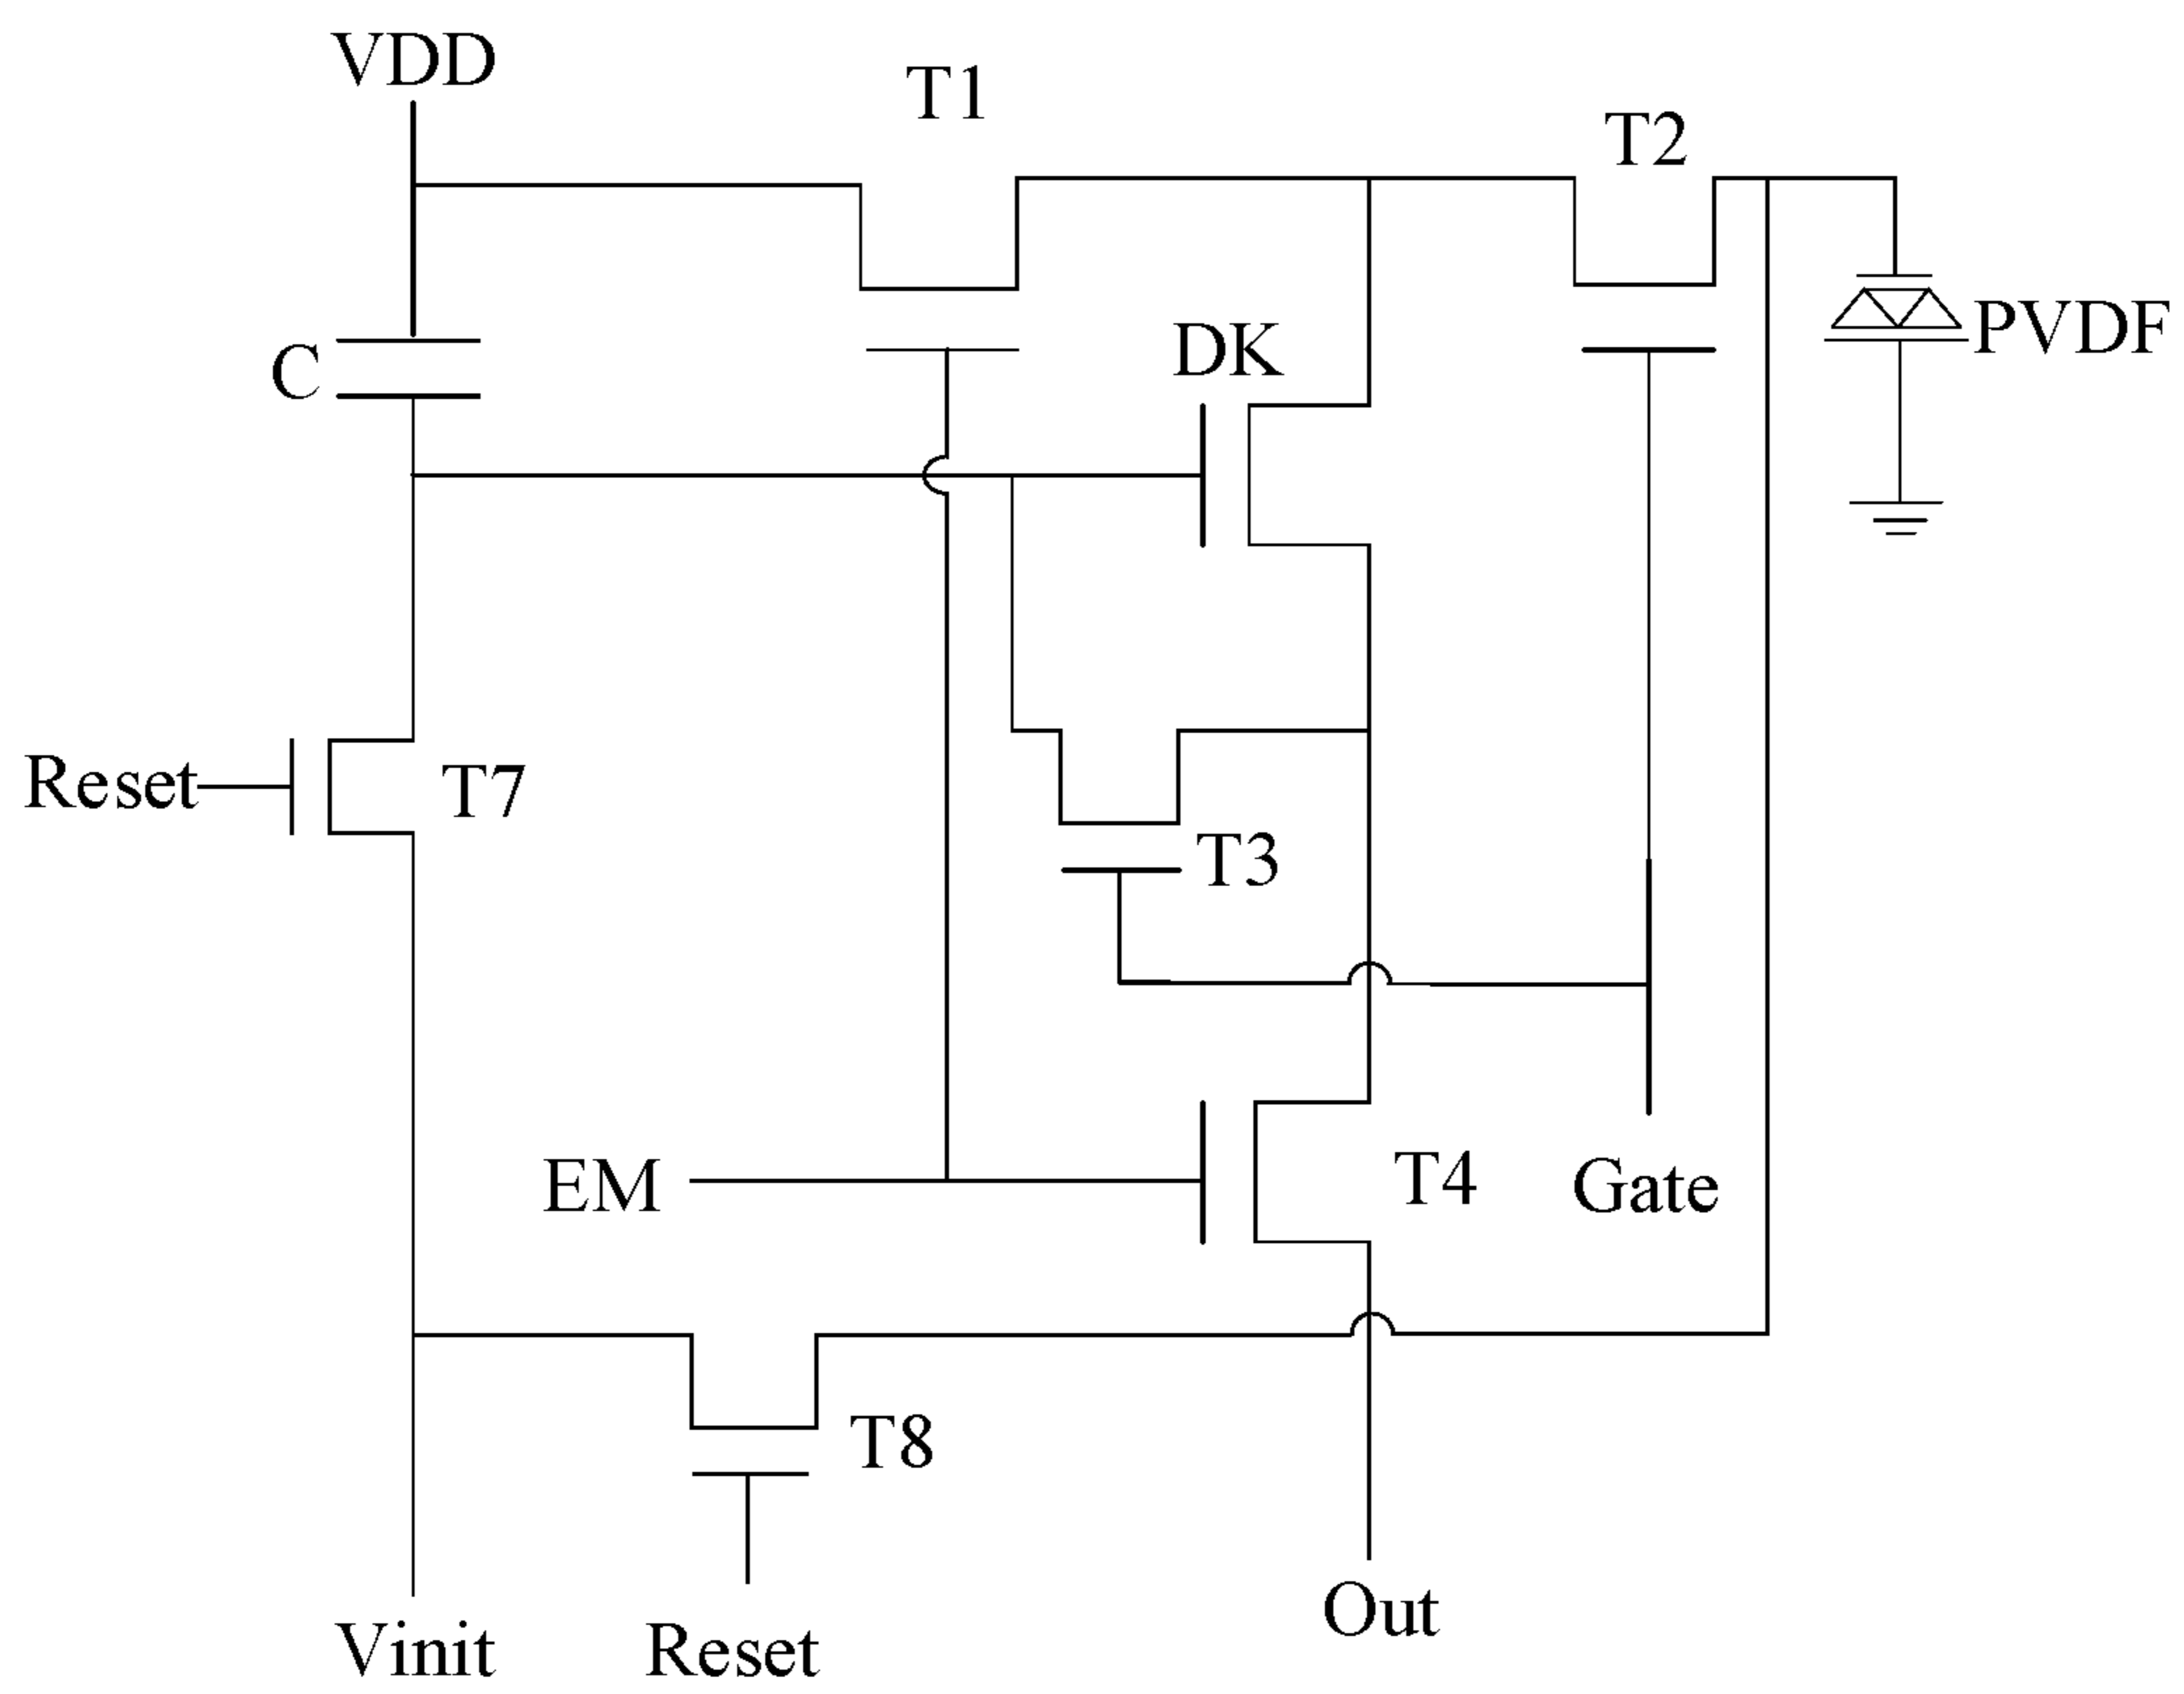 VDD
T1
T2
C
DK
PVDF
Reset
T7
T3
EM
T4
Gate
T8
Vinit
Reset
Out